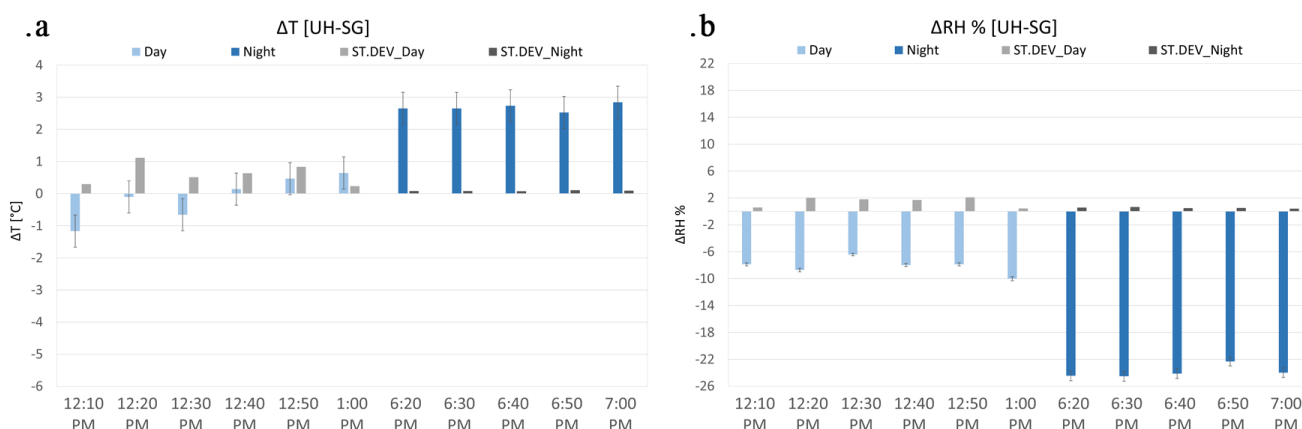 .a
ΔT [UH-SG]
Day Night ST.DEV_Day ST.DEV_Night
4
3
2
1
0
-1
-2
-3
-4
-5
-6
ΔT [°C]
12:10 PM 12:20 PM 12:30 PM 12:40 PM 12:50 PM 1:00 PM 6:20 PM 6:30 PM 6:40 PM 6:50 PM 7:00 PM
.b
ΔRH % [UH-SG]
Day Night ST.DEV_Day ST.DEV_Night
22
18
14
10
6
2
-2
-6
-10
-14
-18
-22
-26
ΔRH %
12:10 PM 12:20 PM 12:30 PM 12:40 PM 12:50 PM 1:00 PM 6:20 PM 6:30 PM 6:40 PM 6:50 PM 7:00 PM